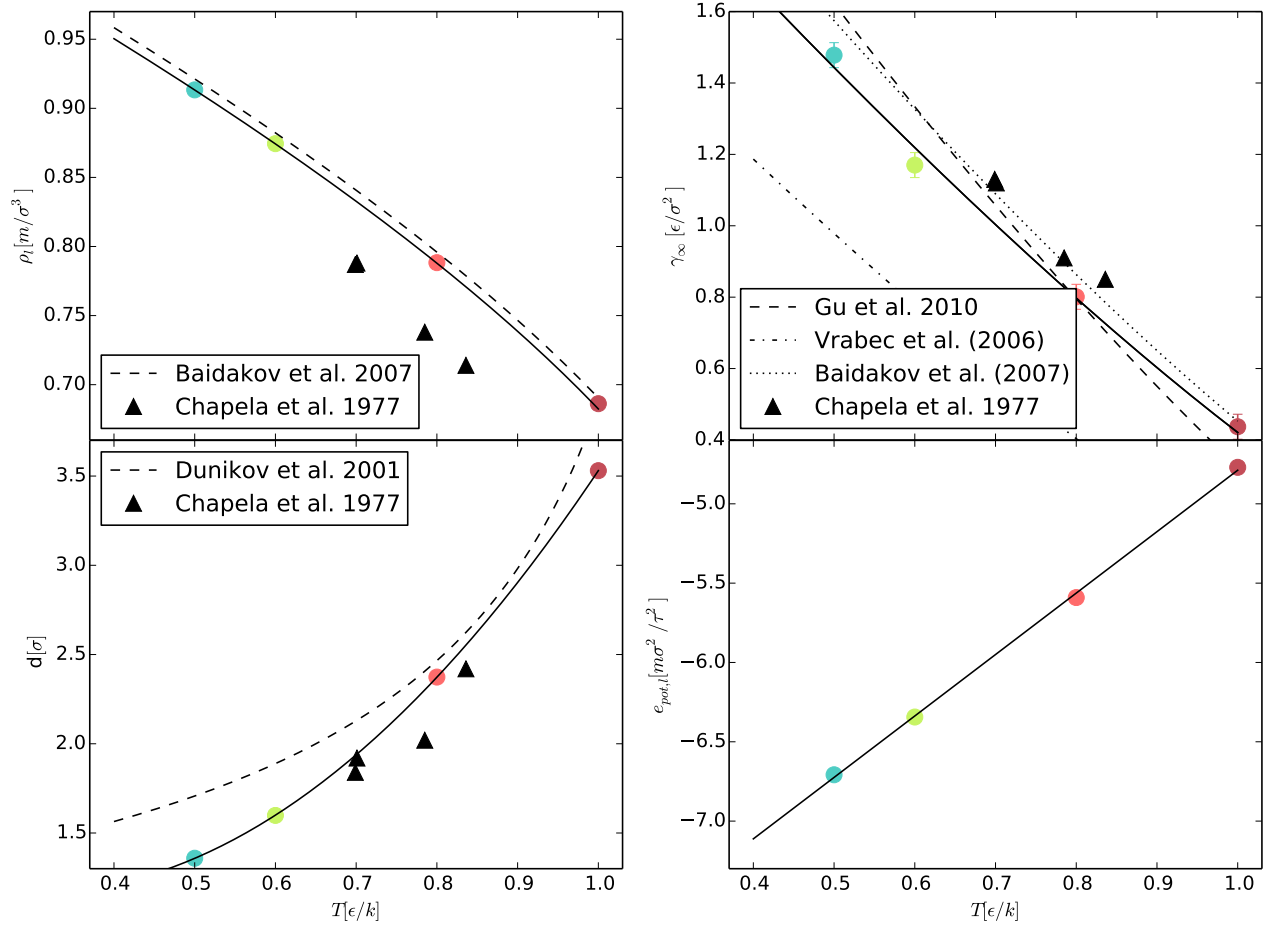 0.95
0.90
0.85
0.80
0.75
0.70
ρ_l [m/σ^3]
Baidakov et al. 2007
Chapela et al. 1977
1.6
1.4
1.2
1.0
0.8
0.6
0.4
γ_∞ [ϵ/σ^2]
Gu et al. 2010
Vrabec et al. (2006)
Baidakov et al. (2007)
Chapela et al. 1977
3.5
3.0
2.5
2.0
1.5
d[σ]
Dunikov et al. 2001
Chapela et al. 1977
0.4 0.5 0.6 0.7 0.8 0.9 1.0
T[ϵ/k]
−5.0
−5.5
−6.0
−6.5
−7.0
e_{pot,l}[mσ^2/τ^2]
0.4 0.5 0.6 0.7 0.8 0.9 1.0
T[ϵ/k]